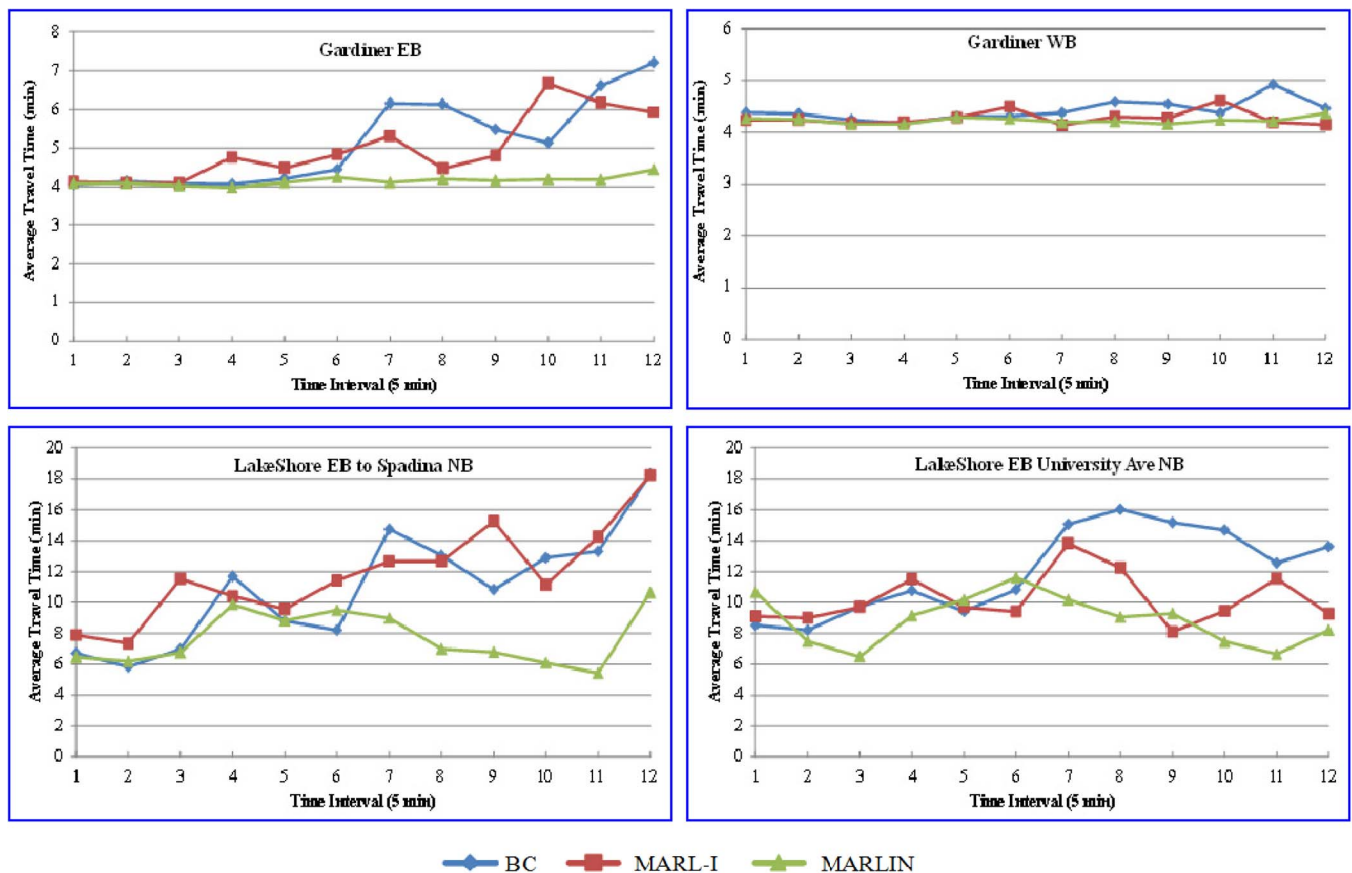 Gardiner EB
Average Travel Time (min)
8
7
6
5
4
3
2
1
0
1 2 3 4 5 6 7 8 9 10 11 12
Time Interval (5 min)
Gardiner WB
Average Travel Time (min)
6
5
4
3
2
1
0
1 2 3 4 5 6 7 8 9 10 11 12
Time Interval (5 min)
LakeShore EB to Spadina NB
Average Travel Time (min)
20
18
16
14
12
10
8
6
4
2
0
1 2 3 4 5 6 7 8 9 10 11 12
Time Interval (5 min)
LakeShore EB University Ave NB
Average Travel Time (min)
20
18
16
14
12
10
8
6
4
2
0
1 2 3 4 5 6 7 8 9 10 11 12
Time Interval (5 min)
BC MARL-I MARLIN